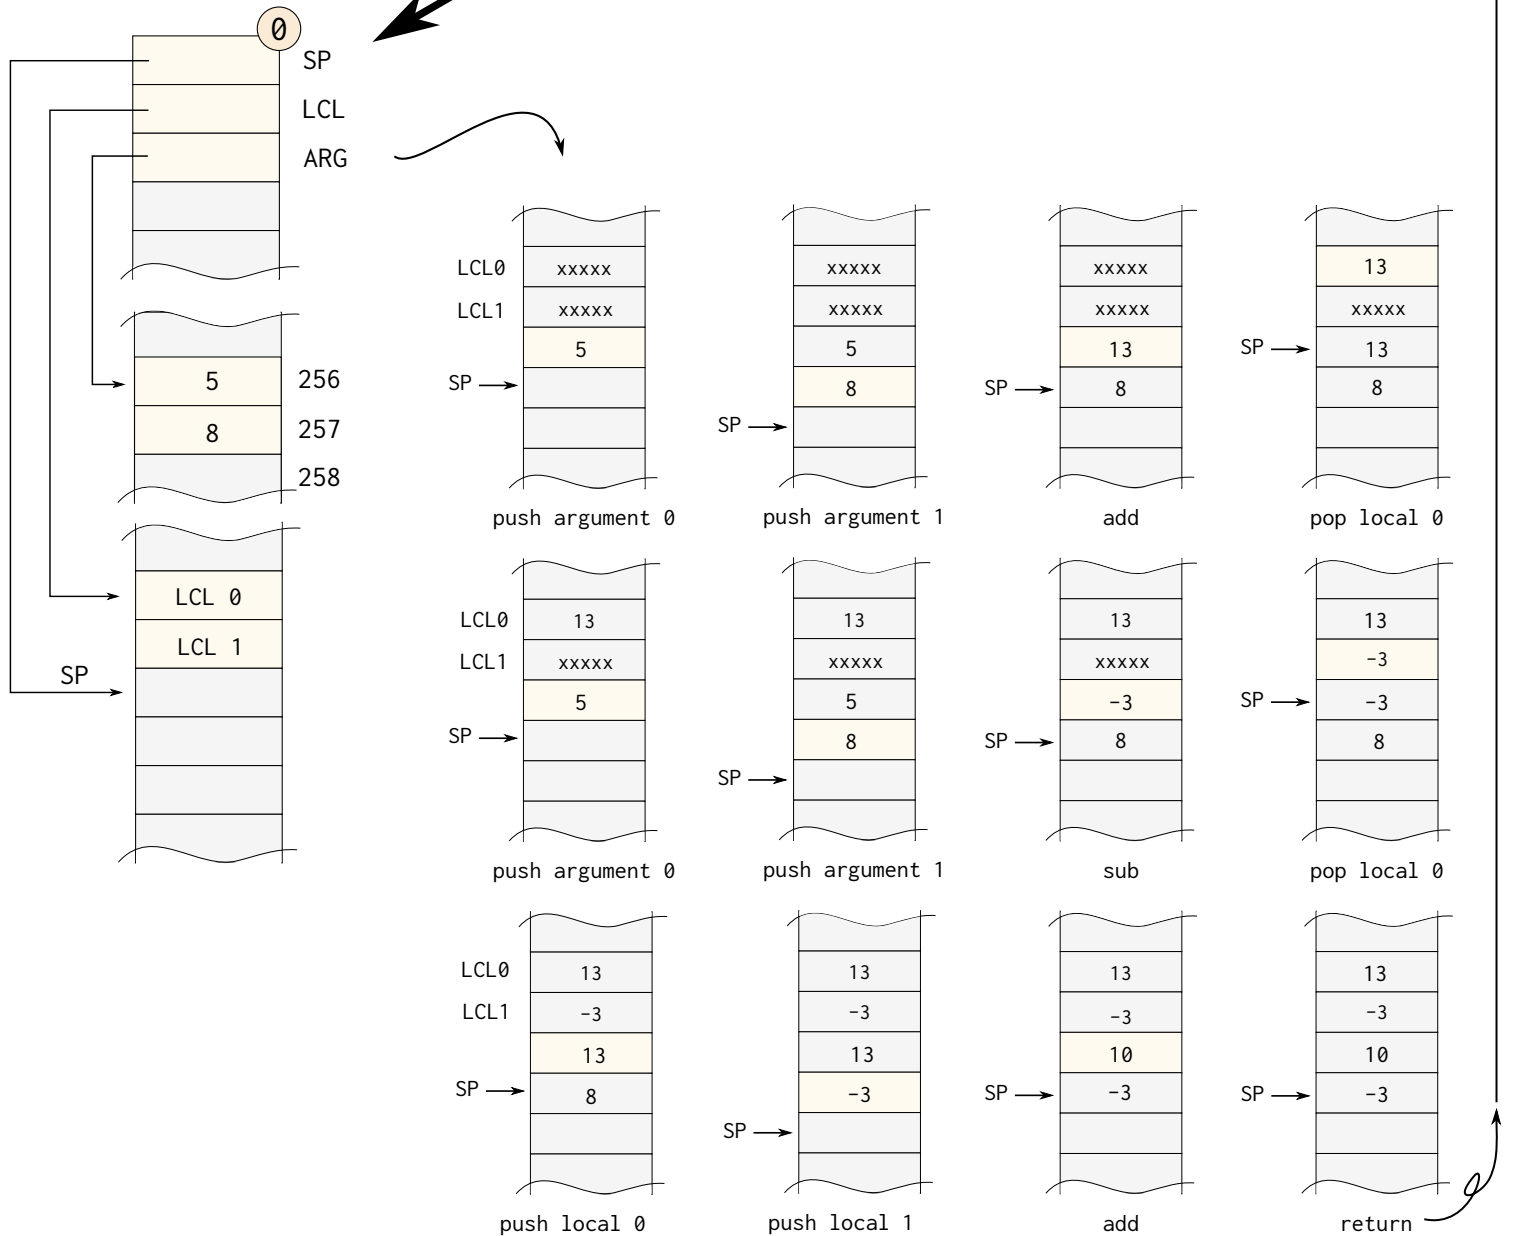 0
SP
LCL
ARG
5 256
8 257
258
LCL 0
LCL 1
SP
LCL0 xxxxx xxxxx xxxxx 13
LCL1 xxxxx xxxxx xxxxx xxxxx
5 5 13 SP 13
SP 8 SP 8 8
SP
push argument 0 push argument 1 add pop local 0
LCL0 13 13 13 13
LCL1 xxxxx xxxxx xxxxx -3
5 5 -3 SP -3
SP 8 SP 8 8
SP
push argument 0 push argument 1 sub pop local 0
LCL0 13 13 13 13
LCL1 -3 -3 -3 -3
13 13 10 10
SP 8 -3 SP -3 SP -3
SP
push local 0 push local 1 add return